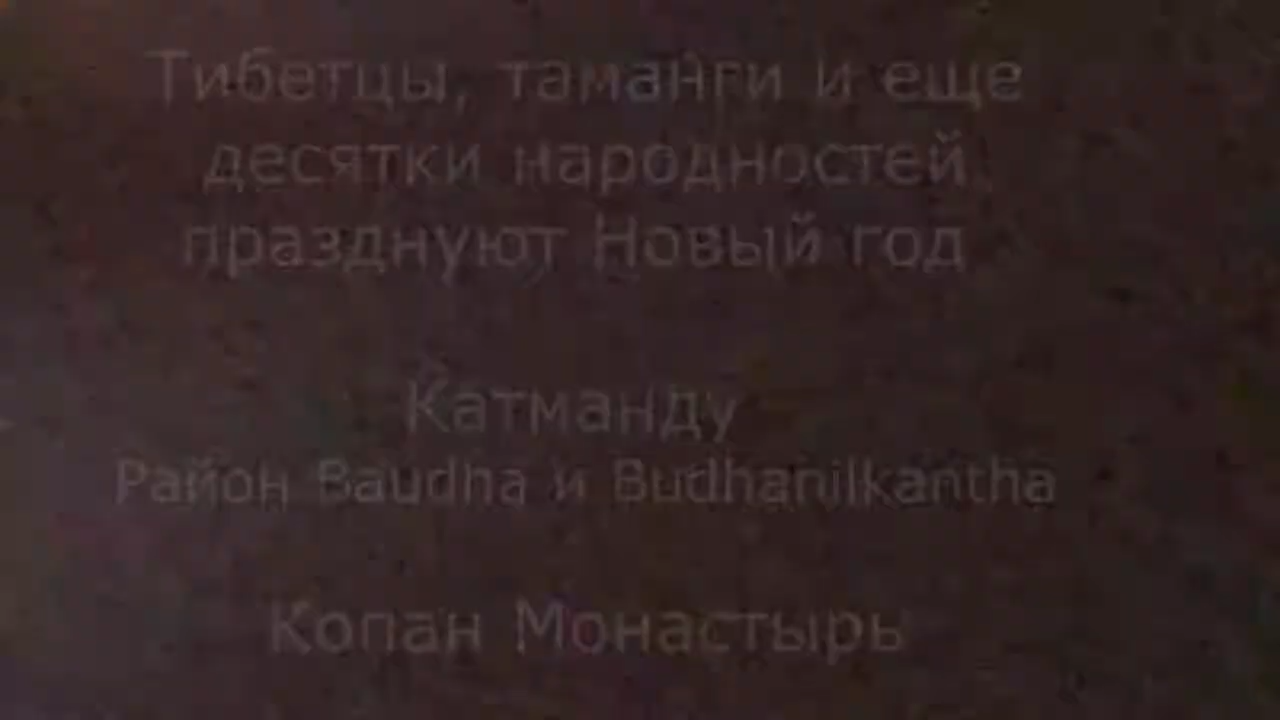 Тибетцы, таманги и еще
десятки народностей
празднуют Новый год
Катманду
Район Baudha и Budhanilkantha
Копан Монастырь